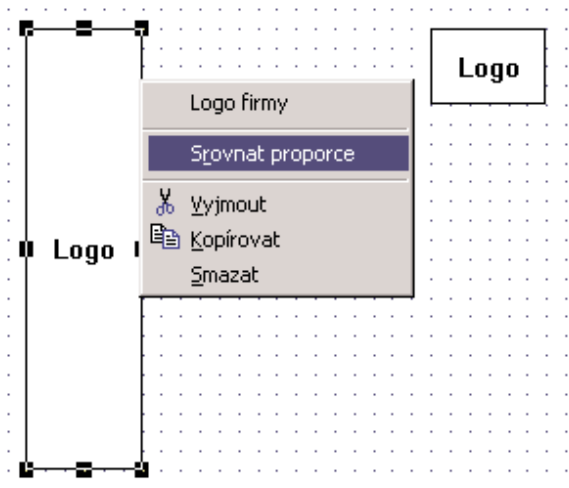 Logo
Logo firmy
Srovnat proporce
Vyjmout
Kopírovat
Smazat
Logo